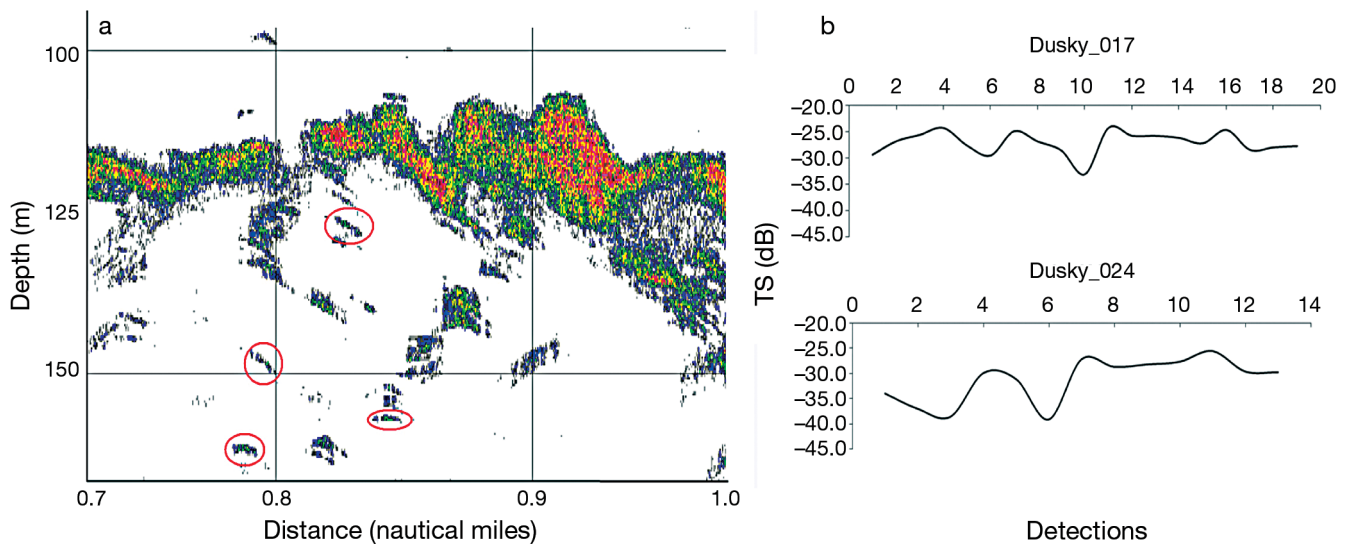 a
100
125
150
Depth (m)
0.7 0.8 0.9 1.0
Distance (nautical miles)
b
Dusky_017
0 2 4 6 8 10 12 14 16 18 20
–20.0
–25.0
–30.0
–35.0
–40.0
–45.0
TS (dB)
Dusky_024
0 2 4 6 8 10 12 14
–20.0
–25.0
–30.0
–35.0
–40.0
–45.0
Detections